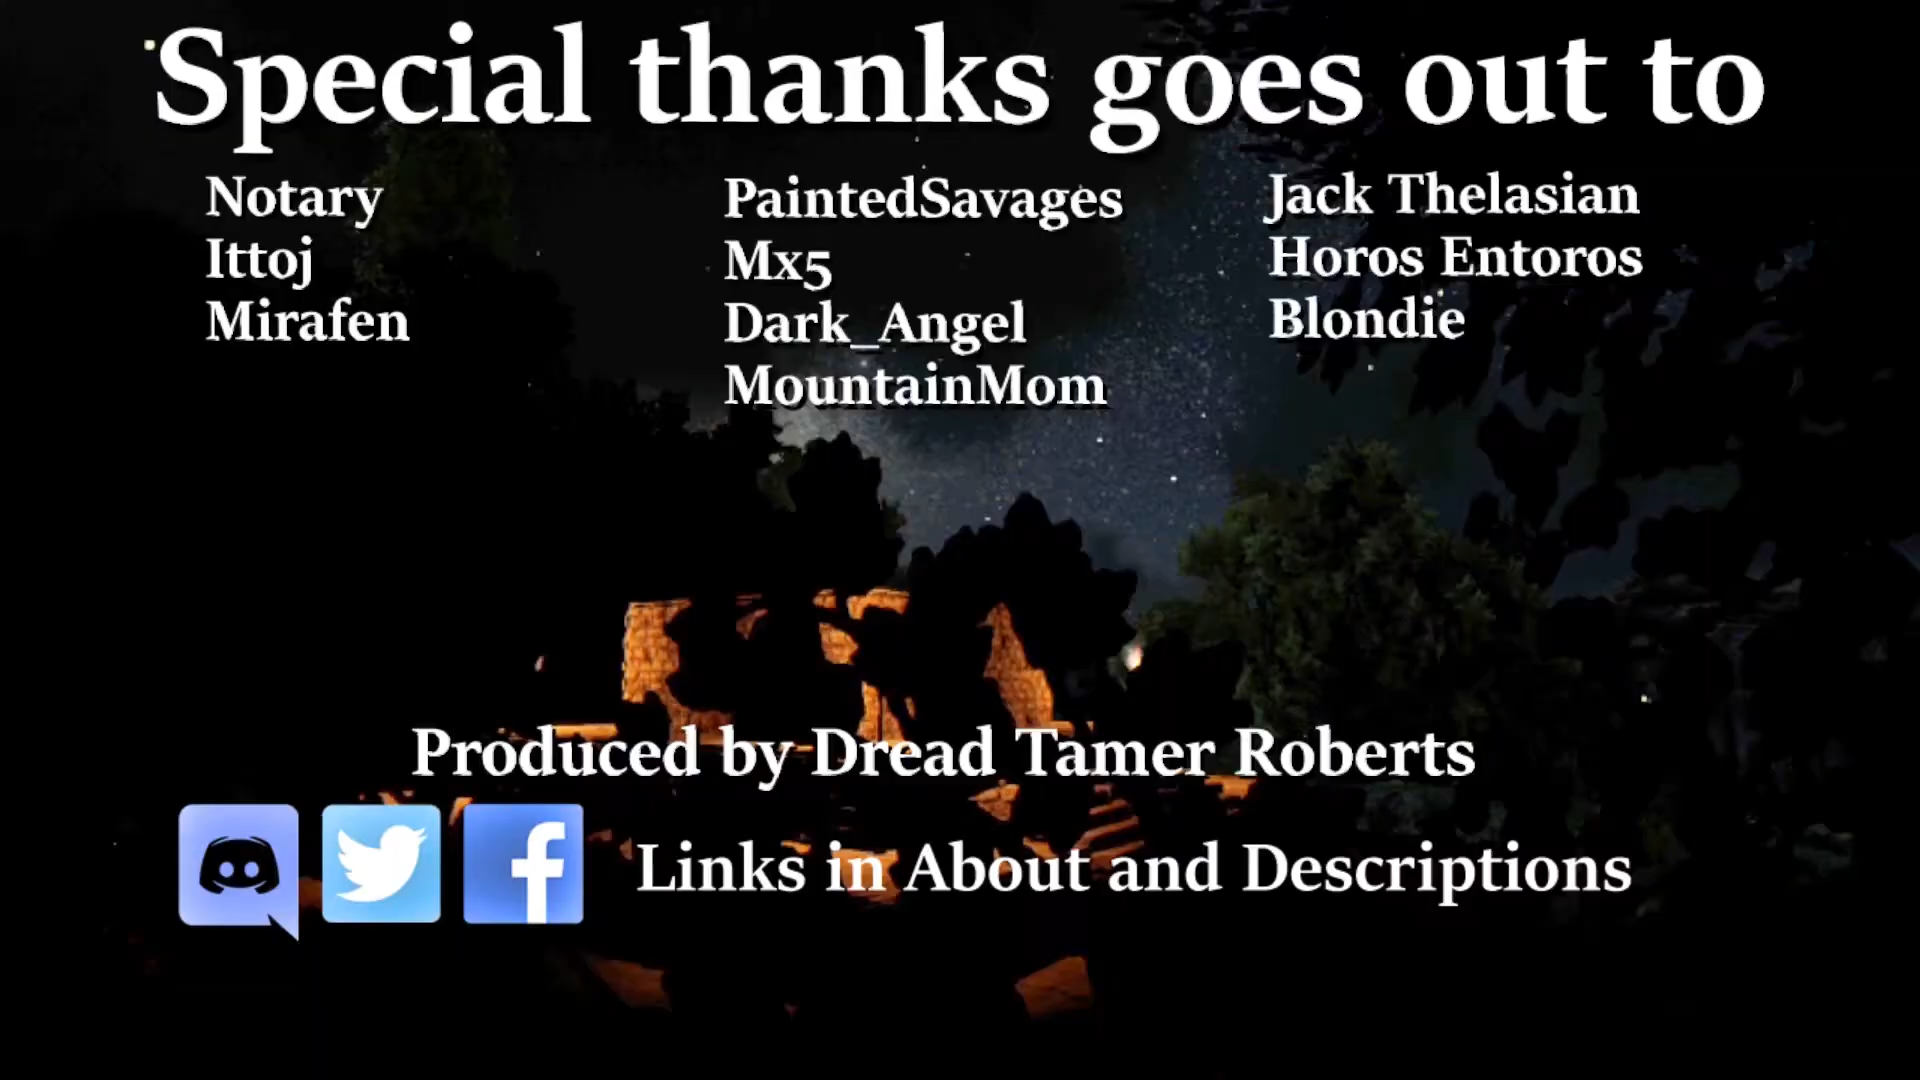 Special thanks goes out to
Notary
Ittoj
Mirafen
PaintedSavages
Mx5
Dark_Angel
MountainMom
Jack Thelasian
Horos Entoros
Blondie
Produced by Dread Tamer Roberts
Links in About and Descriptions